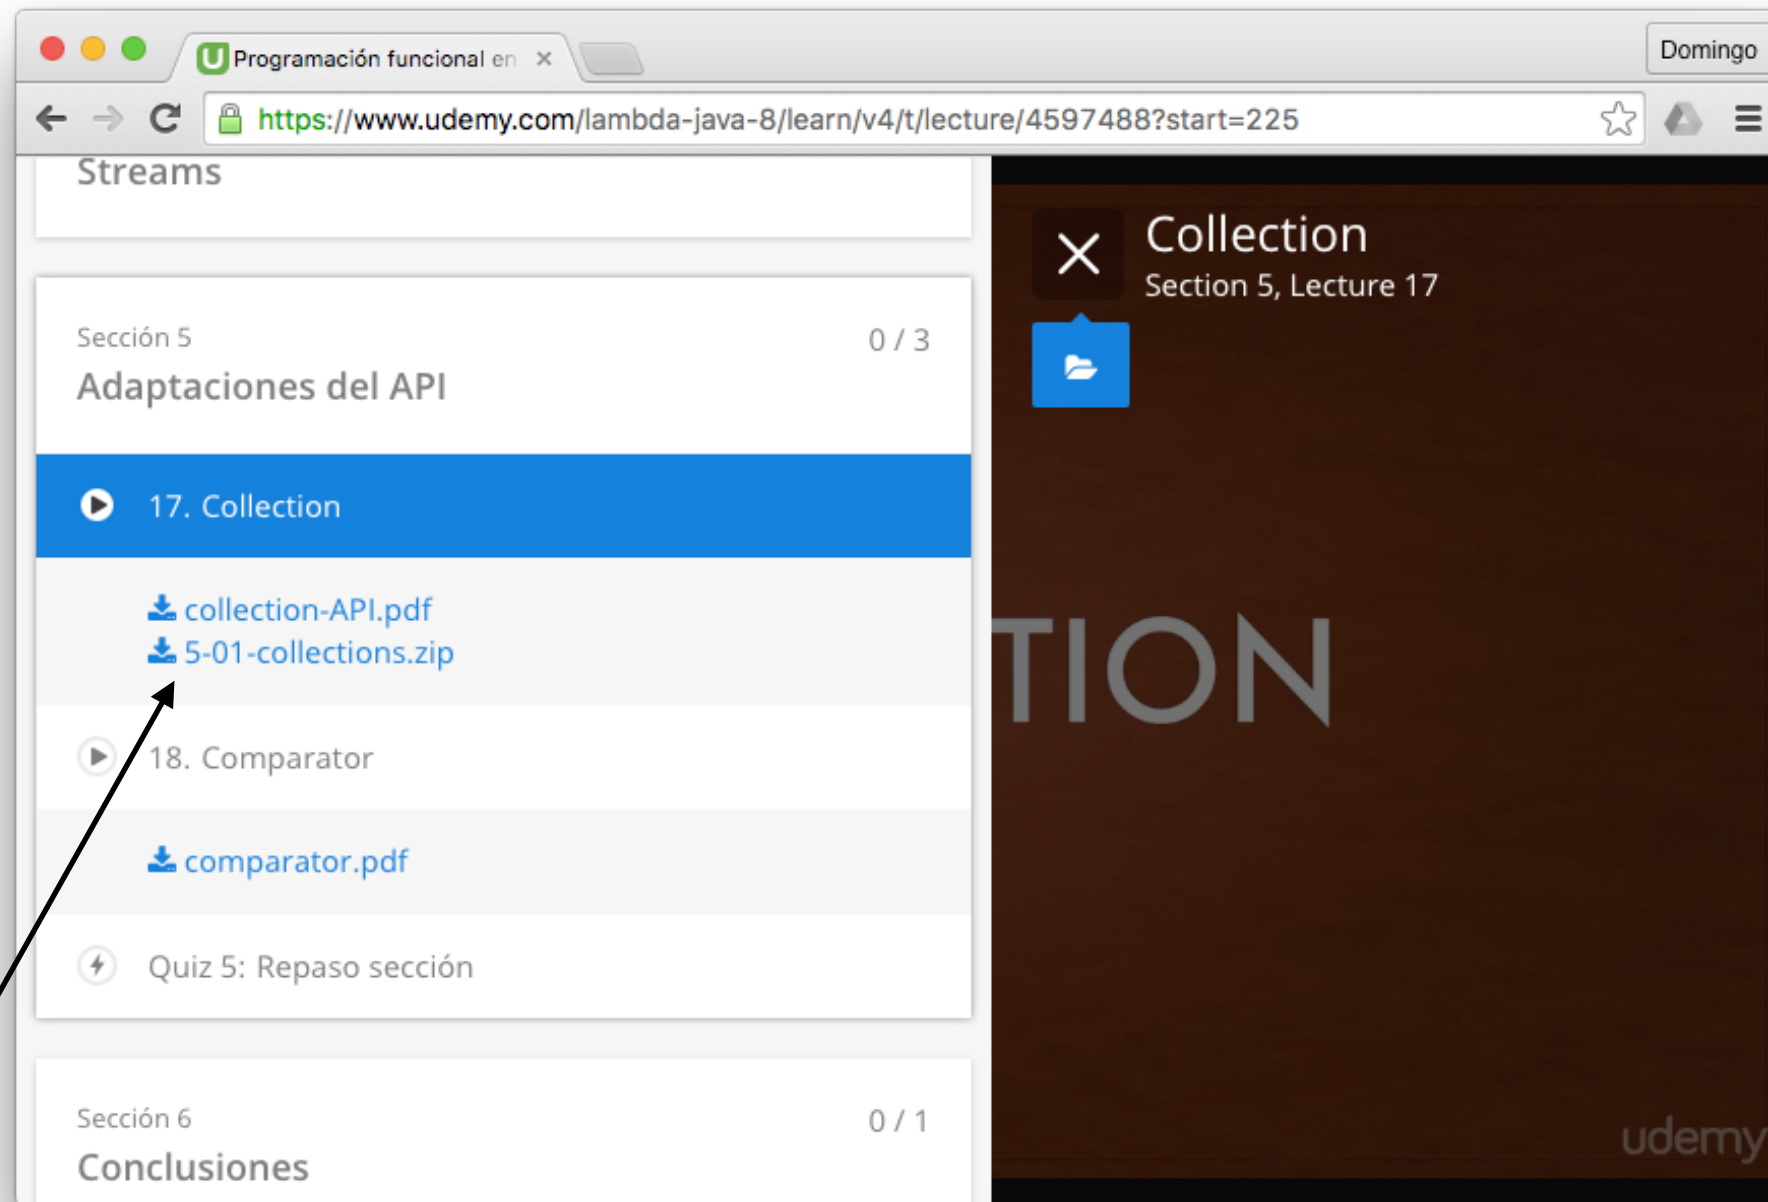 Programación funcional en
Domingo
https://www.udemy.com/lambda-java-8/learn/v4/t/lecture/4597488?start=225
Streams
Sección 5
0 / 3
Adaptaciones del API
17. Collection
collection-API.pdf
5-01-collections.zip
18. Comparator
comparator.pdf
Quiz 5: Repaso sección
Sección 6
0 / 1
Conclusiones
Collection
Section 5, Lecture 17
TION
udemy